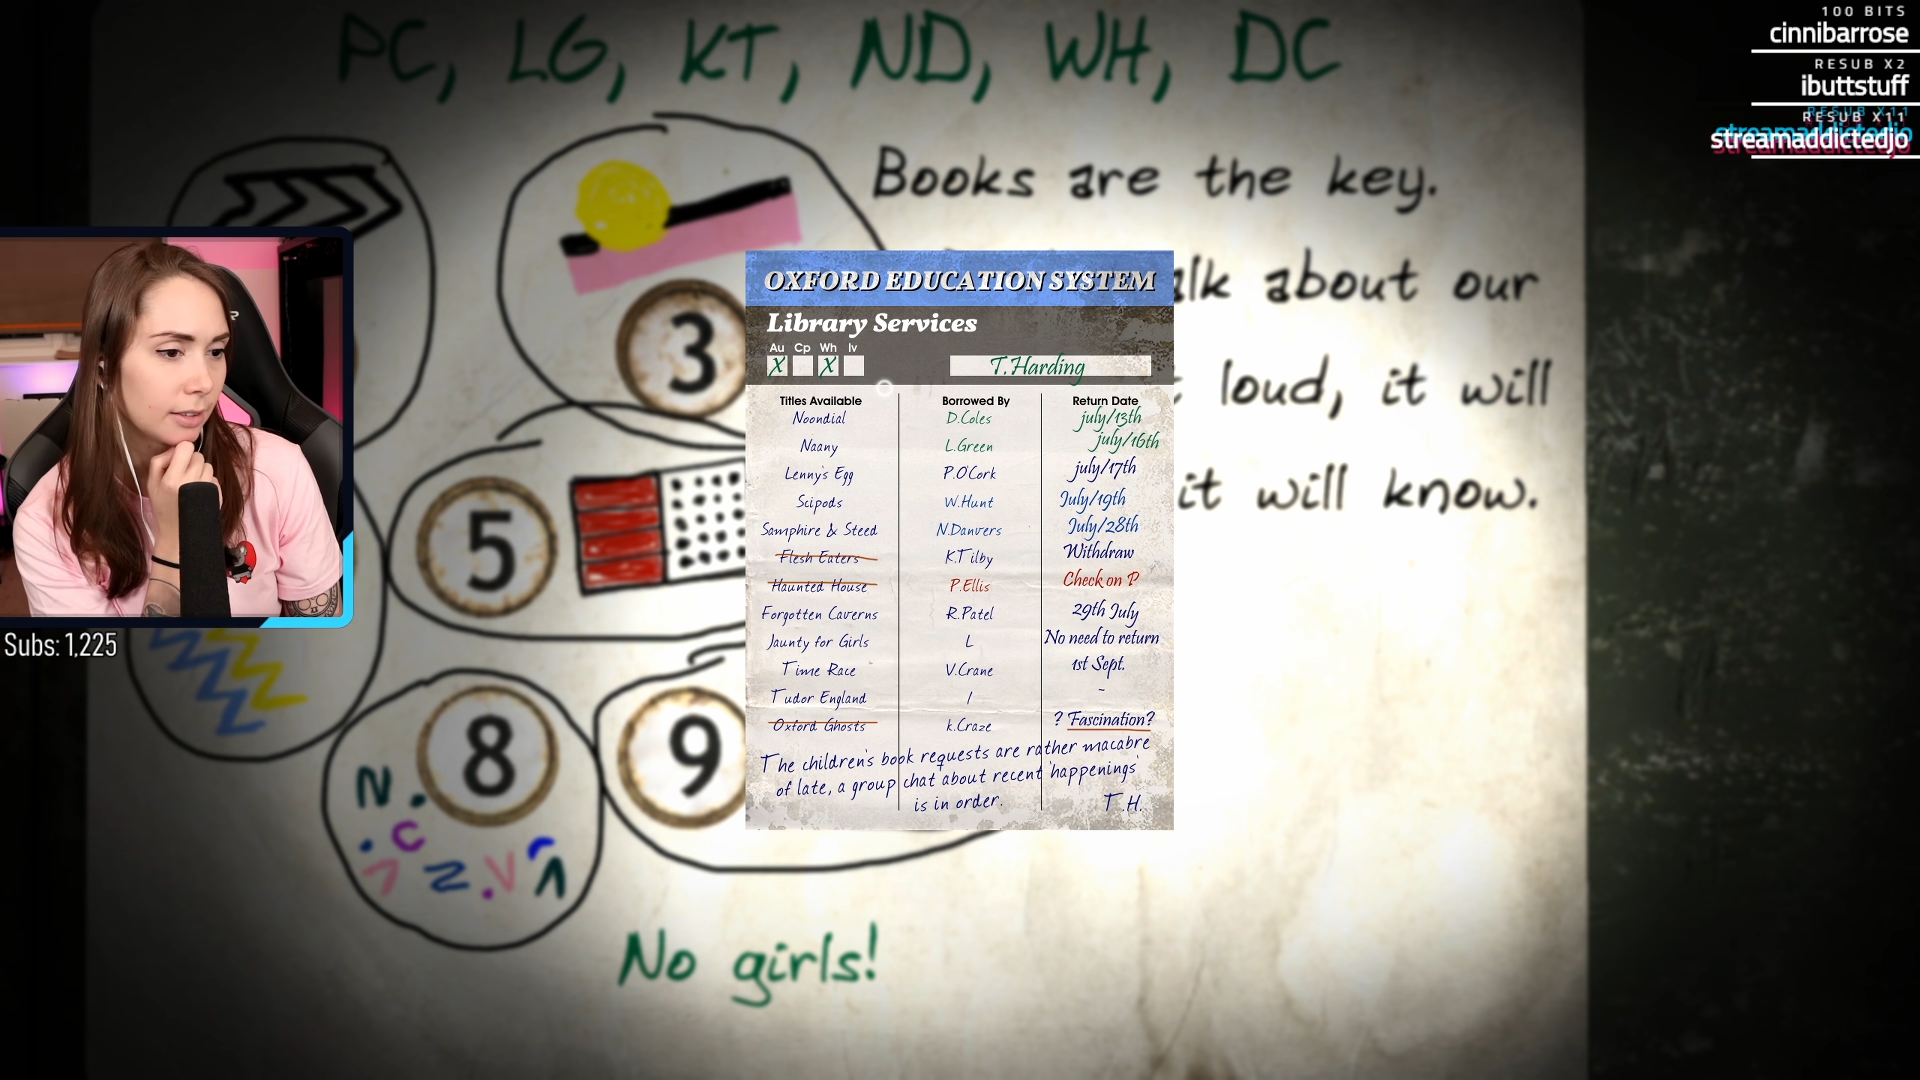 PC, LG, KT, ND, WH, DC
100 BITS
cinnibarrose
RESUB X2
ibuttstuff
RESUB X11
streamaddictedjo
Books are the key.
about our
loud, it will
it will know.
3
5
8
9
N.
No girls!
Subs: 1,225
OXFORD EDUCATION SYSTEM
Library Services
Au Cp Wh Iv
X X T.Harding
Titles Available Borrowed By Return Date
Noondial D.Coles july/13th
Naany L.Green july/16th
Lenny's Egg P.O'Cork july/17th
Scipods W.Hunt July/19th
Samphire & Steed N.Danvers July/28th
Flesh Eaters K.Tilby Withdraw
Haunted House P.Ellis Check on P
Forgotten Caverns R.Patel 29th July
Jaunty for Girls L No need to return
Time Race V.Crane 1st Sept.
Tudor England / -
Oxford Ghosts k.Craze ? Fascination?
The children's book requests are rather macabre
of late, a group chat about recent 'happenings'
is in order.
T.H.